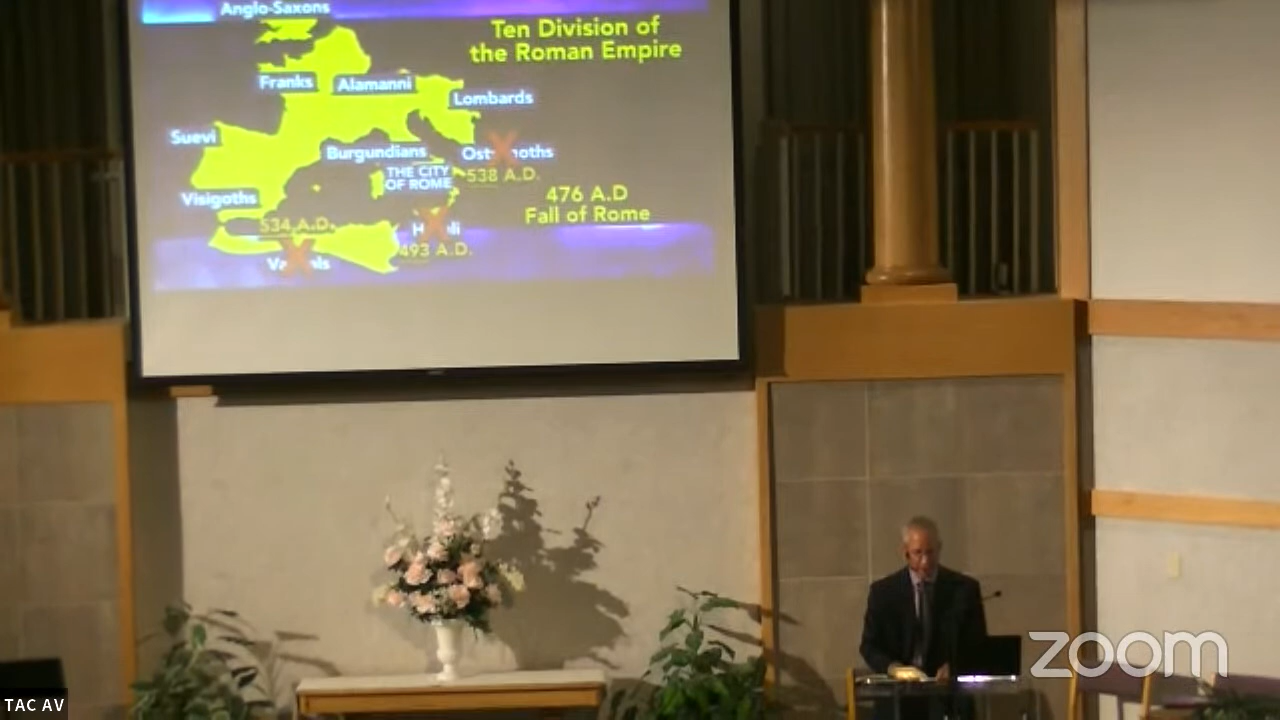 Anglo-Saxons
Ten Division of
the Roman Empire
Franks
Alamanni
Lombards
Suevi
Burgundians
THE CITY
OF ROME
538 A.D.
Visigoths
476 A.D
Fall of Rome
534 A.D.
493 A.D.
zoom
TAC AV